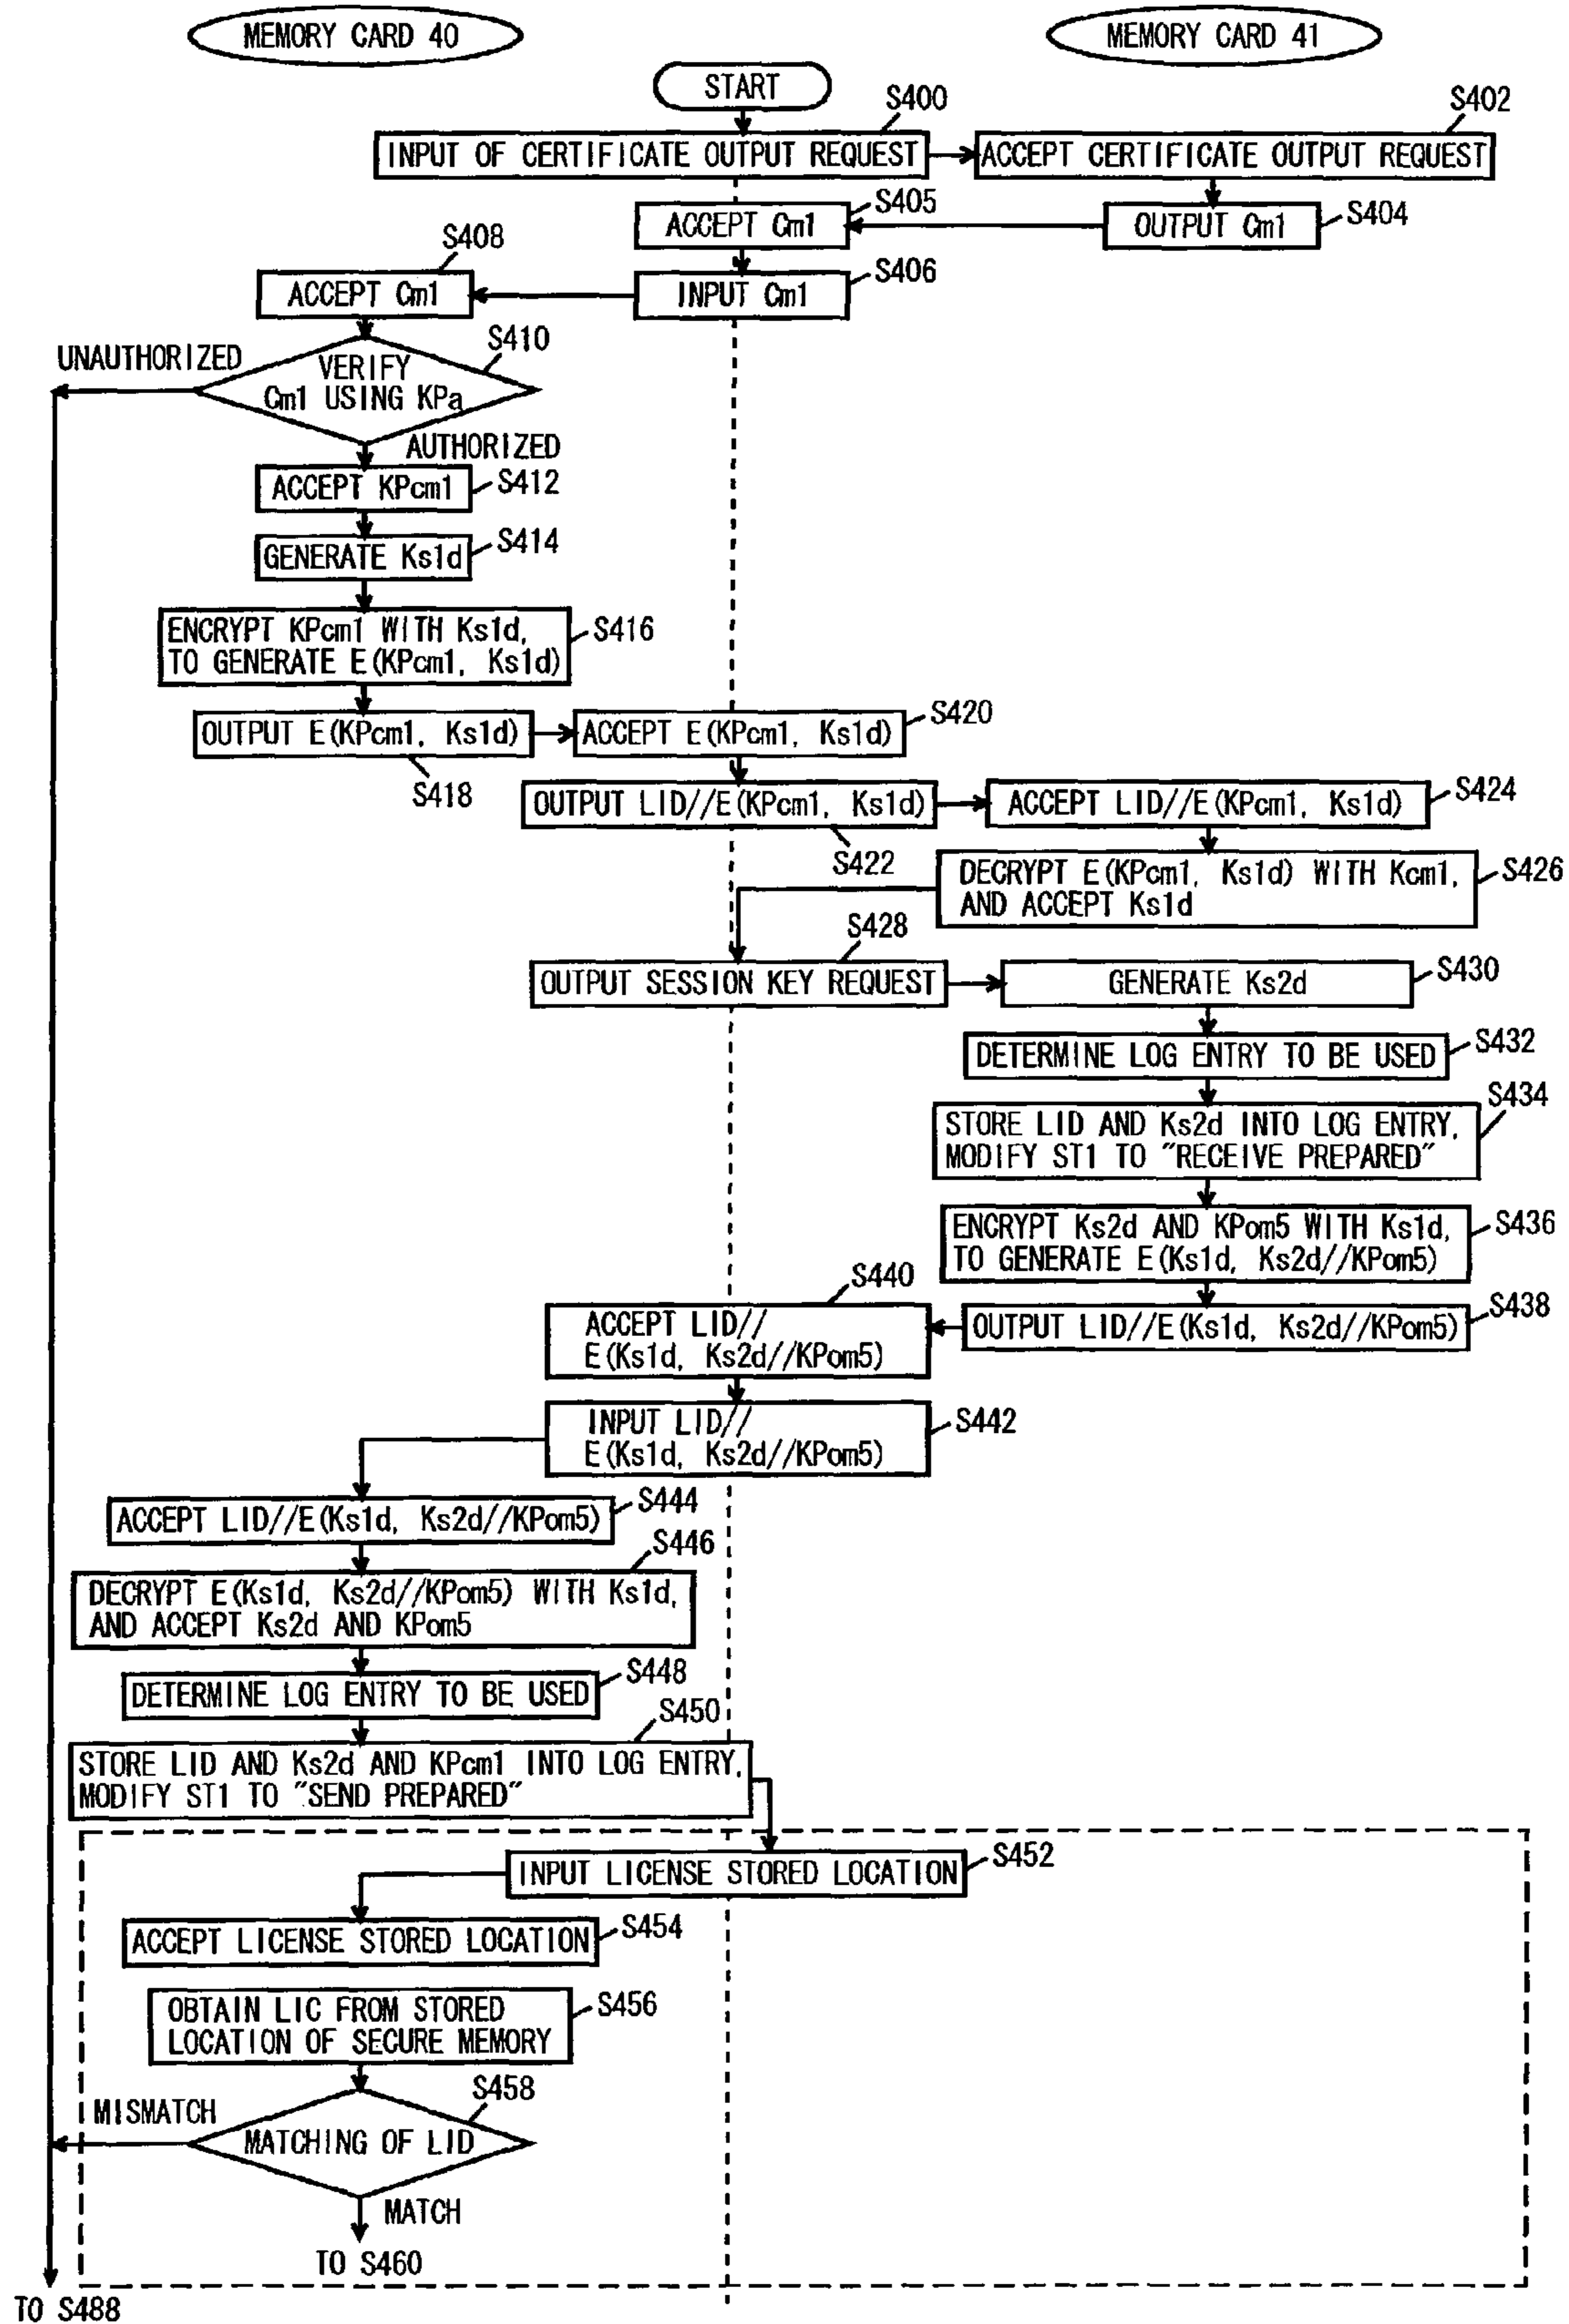 MEMORY CARD 40
MEMORY CARD 41
START
S400
S402
INPUT OF CERTIFICATE OUTPUT REQUEST
ACCEPT CERTIFICATE OUTPUT REQUEST
S405
S404
ACCEPT Cm1
OUTPUT Cm1
S408
S406
ACCEPT Cm1
INPUT Cm1
S410
UNAUTHORIZED
VERIFY
Cm1 USING KPa
AUTHORIZED
ACCEPT KPcm1
S412
GENERATE Ks1d
S414
ENCRYPT KPcm1 WITH Ks1d,
TO GENERATE E(KPcm1, Ks1d)
S416
OUTPUT E(KPcm1, Ks1d)
S418
ACCEPT E(KPcm1, Ks1d)
S420
OUTPUT LID//E(KPcm1, Ks1d)
S422
ACCEPT LID//E(KPcm1, Ks1d)
S424
DECRYPT E(KPcm1, Ks1d) WITH Kcm1,
AND ACCEPT Ks1d
S426
S428
OUTPUT SESSION KEY REQUEST
GENERATE Ks2d
S430
DETERMINE LOG ENTRY TO BE USED
S432
S434
STORE LID AND Ks2d INTO LOG ENTRY,
MODIFY ST1 TO "RECEIVE PREPARED"
ENCRYPT Ks2d AND KPom5 WITH Ks1d,
TO GENERATE E(Ks1d, Ks2d//KPom5)
S436
S440
S438
ACCEPT LID//
E(Ks1d, Ks2d//KPom5)
OUTPUT LID//E(Ks1d, Ks2d//KPom5)
INPUT LID//
E(Ks1d, Ks2d//KPom5)
S442
S444
ACCEPT LID//E(Ks1d, Ks2d//KPom5)
S446
DECRYPT E(Ks1d, Ks2d//KPom5) WITH Ks1d,
AND ACCEPT Ks2d AND KPom5
S448
DETERMINE LOG ENTRY TO BE USED
S450
STORE LID AND Ks2d AND KPcm1 INTO LOG ENTRY,
MODIFY ST1 TO "SEND PREPARED"
S452
INPUT LICENSE STORED LOCATION
S454
ACCEPT LICENSE STORED LOCATION
S456
OBTAIN LIC FROM STORED
LOCATION OF SECURE MEMORY
S458
MISMATCH
MATCHING OF LID
MATCH
TO S460
TO S488